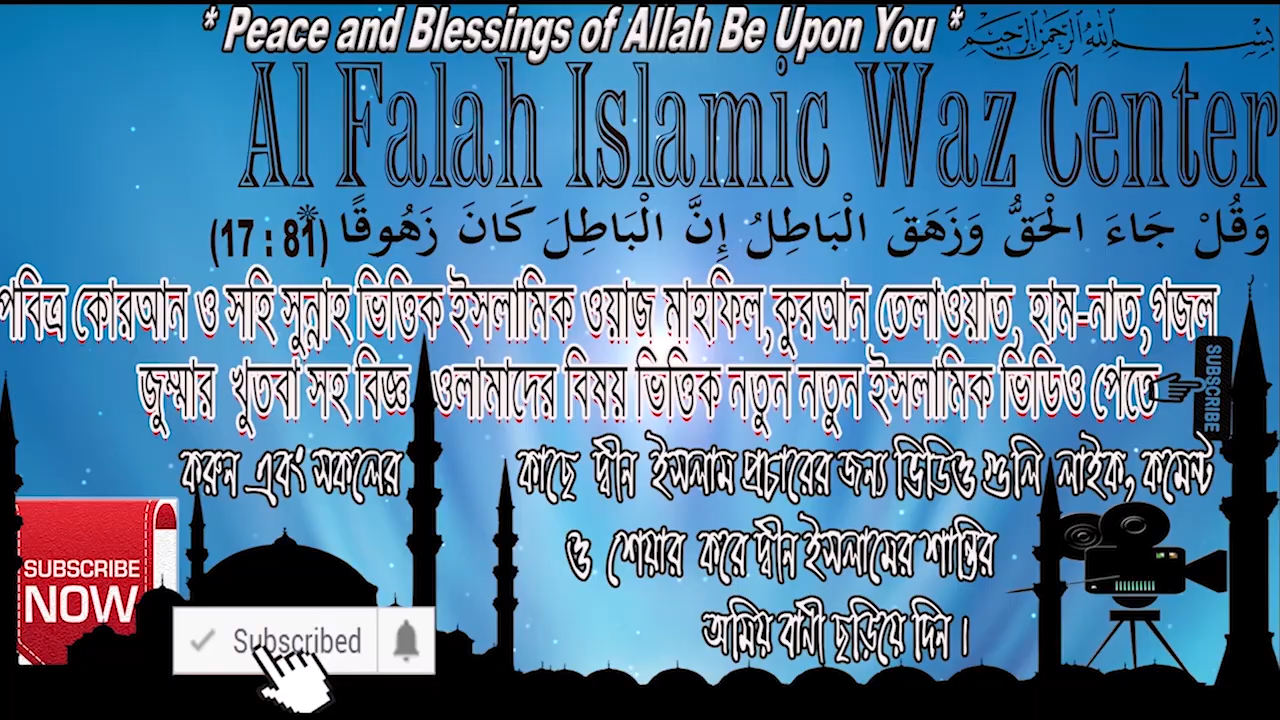 * Peace and Blessings of Allah Be Upon You *
بِسْمِ اللهِ الرَّحْمٰنِ الرَّحِيْمِ
Al Falah Islamic Waz Center
وَقُلْ جَاءَ الْحَقُّ وَزَهَقَ الْبَاطِلُ إِنَّ الْبَاطِلَ كَانَ زَهُوقًا (17 : 81)
পবিত্র কোরআন ও সহি সুন্নাহ ভিত্তিক ইসলামিক ওয়াজ মাহফিল,কুরআন তেলাওয়াত, হাম-নাত,গজল
জুম্মার খুতবা সহ বিজ্ঞ ওলামাদের বিষয় ভিত্তিক নতুন নতুন ইসলামিক ভিডিও পেতে
SUBSCRIBE
করুন এবং সকলের কাছে দ্বীন ইসলাম প্রচারের জন্য ভিডিও গুলি লাইক, কমেন্ট
ও শেয়ার করে দ্বীন ইসলামের শান্তির
অমিয় বানী ছড়িয়ে দিন।
SUBSCRIBE
NOW
Subscribed